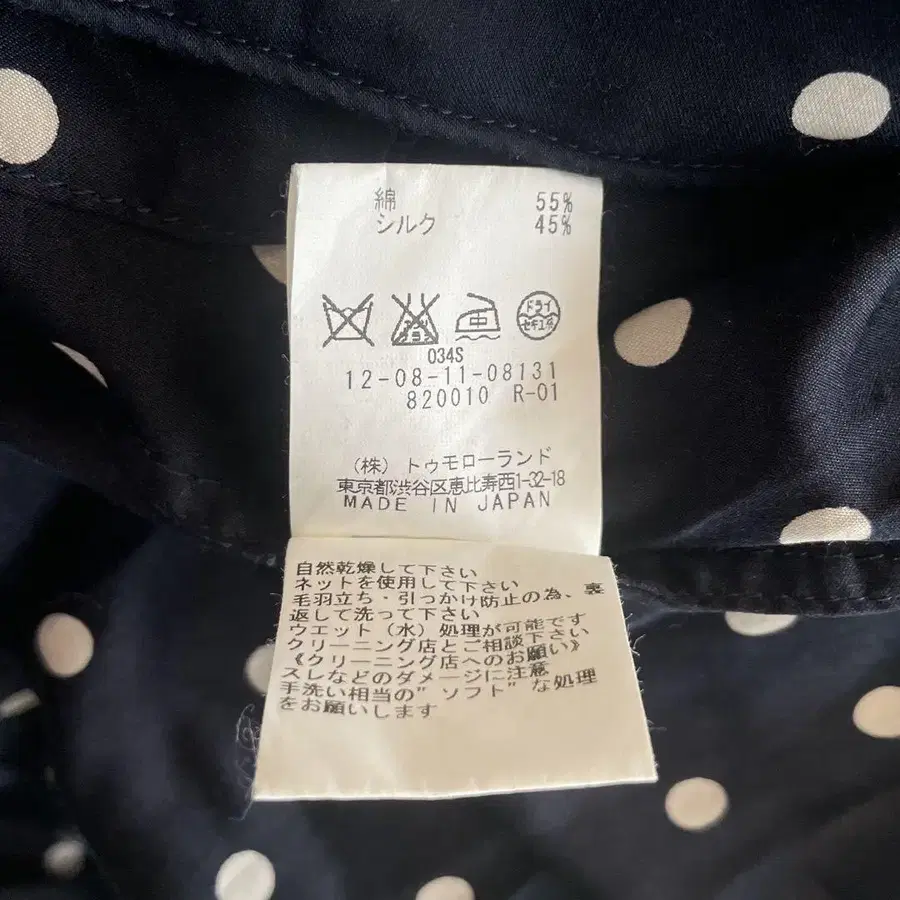 綿 55%
シルク 45%
エンソ サラシ 中 ドライ セキユ系
034S
12-08-11-08131
820010 R-01
(株) トゥモローランド
東京都渋谷区恵比寿西1-32-18
MADE IN JAPAN
自然乾燥して下さい
ネットを使用して下さい
毛羽立ち・引っかけ防止の為、裏
返して洗って下さい
ウエット(水)処理が可能です
クリーニング店とご相談下さい
《クリーニング店へのお願い》
スレなどのダメージに注意
手洗い相当の"ソフト"な処理
をお願いします